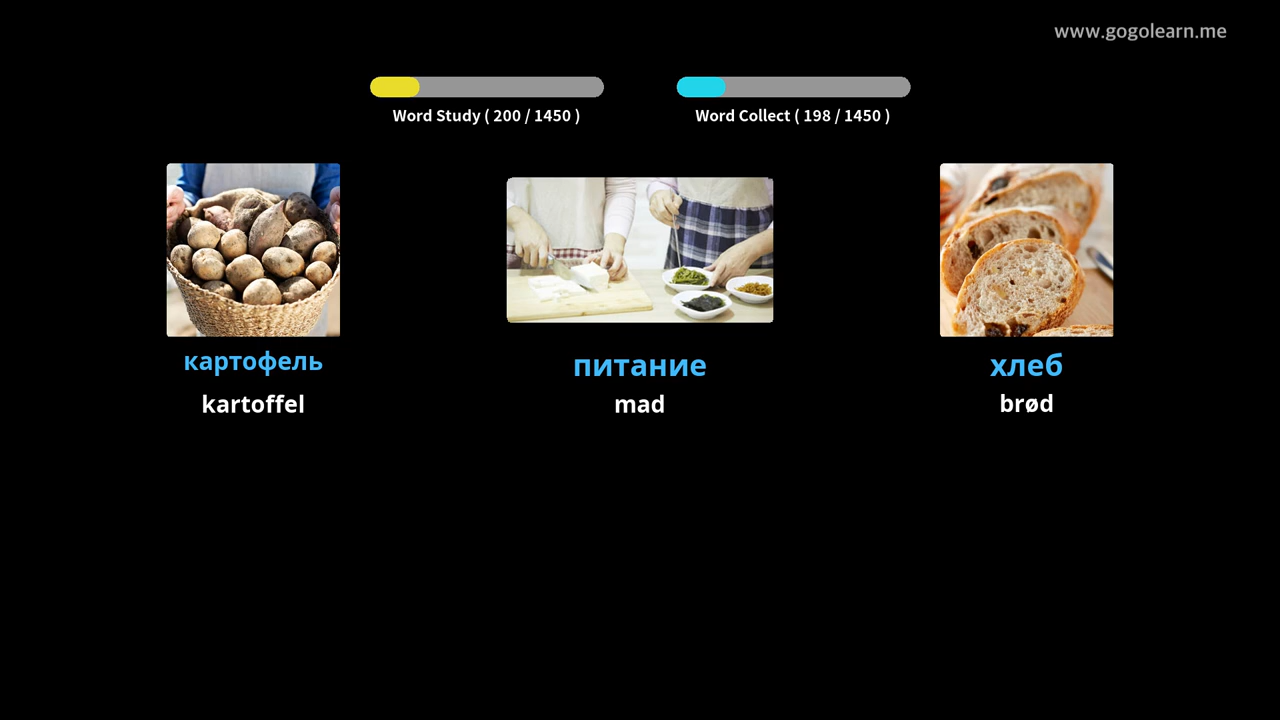 www.gogolearn.me
Word Study ( 200 / 1450 )
Word Collect ( 198 / 1450 )
картофель
kartoffel
питание
mad
хлеб
brød